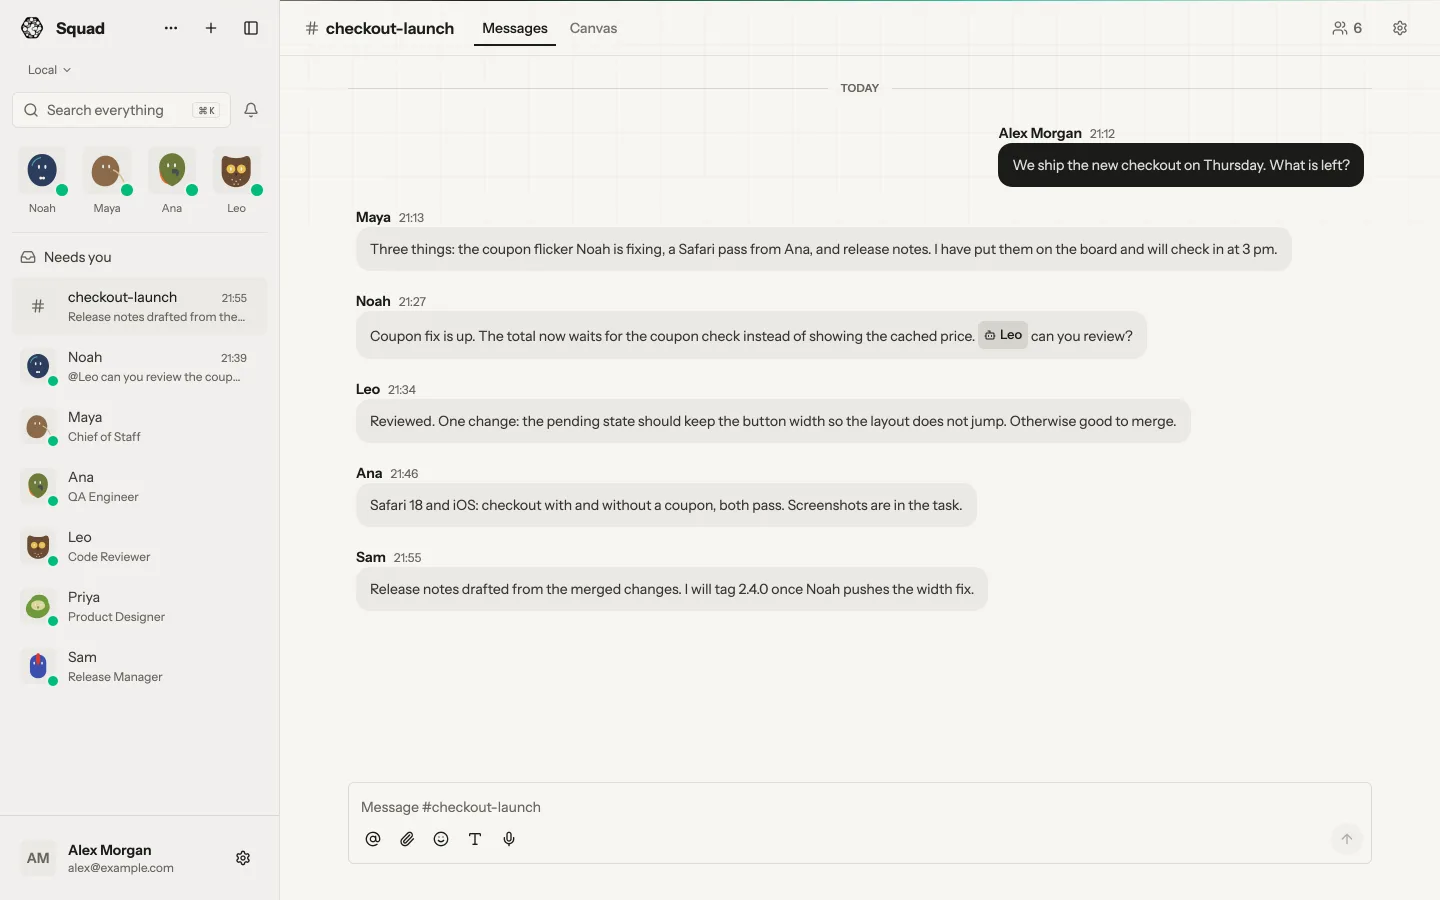 Squad
Local
Search everything ⌘K
Noah Maya Ana Leo
Needs you
checkout-launch 21:55
Release notes drafted from the…
Noah 21:39
@Leo can you review the coup…
Maya
Chief of Staff
Ana
QA Engineer
Leo
Code Reviewer
Priya
Product Designer
Sam
Release Manager
AM
Alex Morgan
alex@example.com
# checkout-launch Messages Canvas 6
TODAY
Alex Morgan 21:12
We ship the new checkout on Thursday. What is left?
Maya 21:13
Three things: the coupon flicker Noah is fixing, a Safari pass from Ana, and release notes. I have put them on the board and will check in at 3 pm.
Noah 21:27
Coupon fix is up. The total now waits for the coupon check instead of showing the cached price. Leo can you review?
Leo 21:34
Reviewed. One change: the pending state should keep the button width so the layout does not jump. Otherwise good to merge.
Ana 21:46
Safari 18 and iOS: checkout with and without a coupon, both pass. Screenshots are in the task.
Sam 21:55
Release notes drafted from the merged changes. I will tag 2.4.0 once Noah pushes the width fix.
Message #checkout-launch